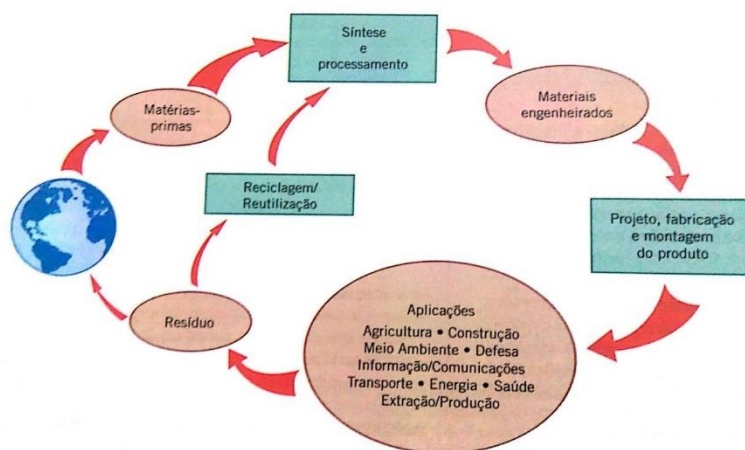 Síntese
e
processamento
Matérias-
primas
Materiais
engenheirados
Reciclagem/
Reutilização
Projeto, fabricação
e montagem
do produto
Resíduo
Aplicações
Agricultura • Construção
Meio Ambiente • Defesa
Informação/Comunicações
Transporte • Energia • Saúde
Extração/Produção